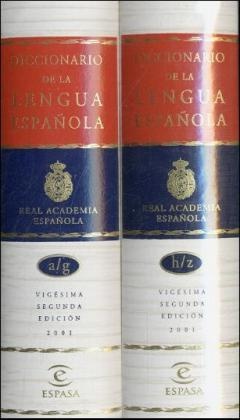 DICCIONARIO
DE LA
LENGUA
ESPAÑOLA
REAL ACADEMIA
ESPAÑOLA
a/g
VIGÉSIMA
SEGUNDA
EDICIÓN
2001
e
ESPASA
DICCIONARIO
DE LA
LENGUA
ESPAÑOLA
REAL ACADEMIA
ESPAÑOLA
h/z
VIGÉSIMA
SEGUNDA
EDICIÓN
2001
e
ESPASA